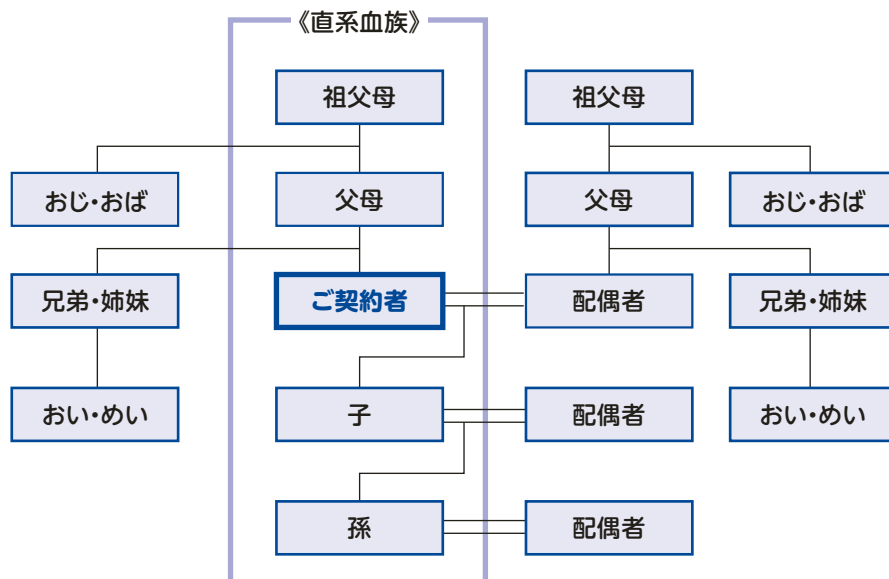 《直系血族》
祖父母
祖父母
おじ・おば
父母
父母
おじ・おば
兄弟・姉妹
ご契約者
配偶者
兄弟・姉妹
おい・めい
子
配偶者
おい・めい
孫
配偶者